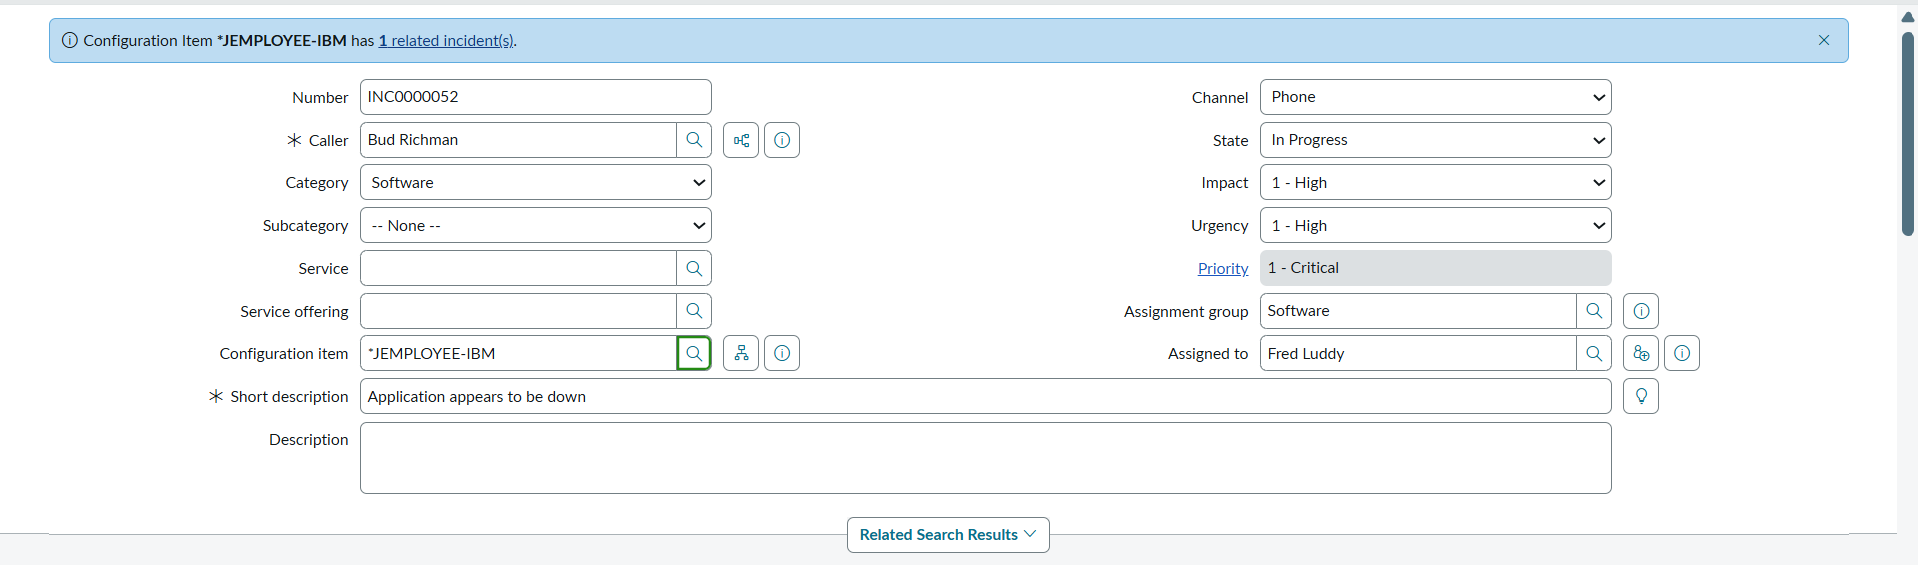 Configuration Item *JEMPLOYEE-IBM has 1 related incident(s).
Number INC0000052
Channel Phone
Caller Bud Richman
State In Progress
Category Software
Impact 1 - High
Subcategory -- None --
Urgency 1 - High
Service
Priority 1 - Critical
Service offering
Assignment group Software
Configuration item *JEMPLOYEE-IBM
Assigned to Fred Luddy
Short description Application appears to be down
Description
Related Search Results